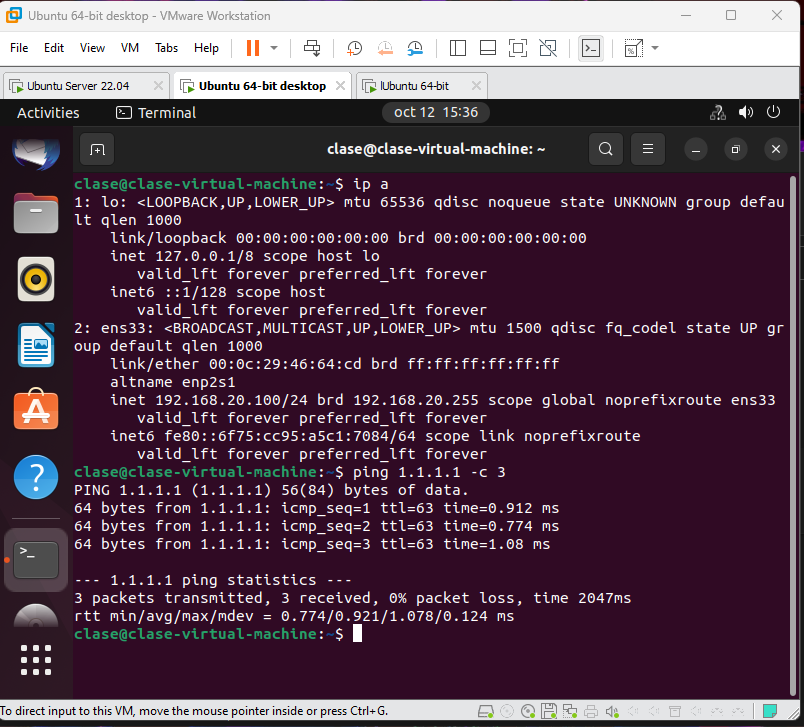 Ubuntu 64-bit desktop - VMware Workstation
File Edit View VM Tabs Help
Ubuntu Server 22.04 Ubuntu 64-bit desktop lUbuntu 64-bit
Activities Terminal oct 12 15:36
clase@clase-virtual-machine: ~
clase@clase-virtual-machine:~$ ip a
1: lo: <LOOPBACK,UP,LOWER_UP> mtu 65536 qdisc noqueue state UNKNOWN group defau
lt qlen 1000
    link/loopback 00:00:00:00:00:00 brd 00:00:00:00:00:00
    inet 127.0.0.1/8 scope host lo
       valid_lft forever preferred_lft forever
    inet6 ::1/128 scope host
       valid_lft forever preferred_lft forever
2: ens33: <BROADCAST,MULTICAST,UP,LOWER_UP> mtu 1500 qdisc fq_codel state UP gr
oup default qlen 1000
    link/ether 00:0c:29:46:64:cd brd ff:ff:ff:ff:ff:ff
    altname enp2s1
    inet 192.168.20.100/24 brd 192.168.20.255 scope global noprefixroute ens33
       valid_lft forever preferred_lft forever
    inet6 fe80::6f75:cc95:a5c1:7084/64 scope link noprefixroute
       valid_lft forever preferred_lft forever
clase@clase-virtual-machine:~$ ping 1.1.1.1 -c 3
PING 1.1.1.1 (1.1.1.1) 56(84) bytes of data.
64 bytes from 1.1.1.1: icmp_seq=1 ttl=63 time=0.912 ms
64 bytes from 1.1.1.1: icmp_seq=2 ttl=63 time=0.774 ms
64 bytes from 1.1.1.1: icmp_seq=3 ttl=63 time=1.08 ms

--- 1.1.1.1 ping statistics ---
3 packets transmitted, 3 received, 0% packet loss, time 2047ms
rtt min/avg/max/mdev = 0.774/0.921/1.078/0.124 ms
clase@clase-virtual-machine:~$
To direct input to this VM, move the mouse pointer inside or press Ctrl+G.